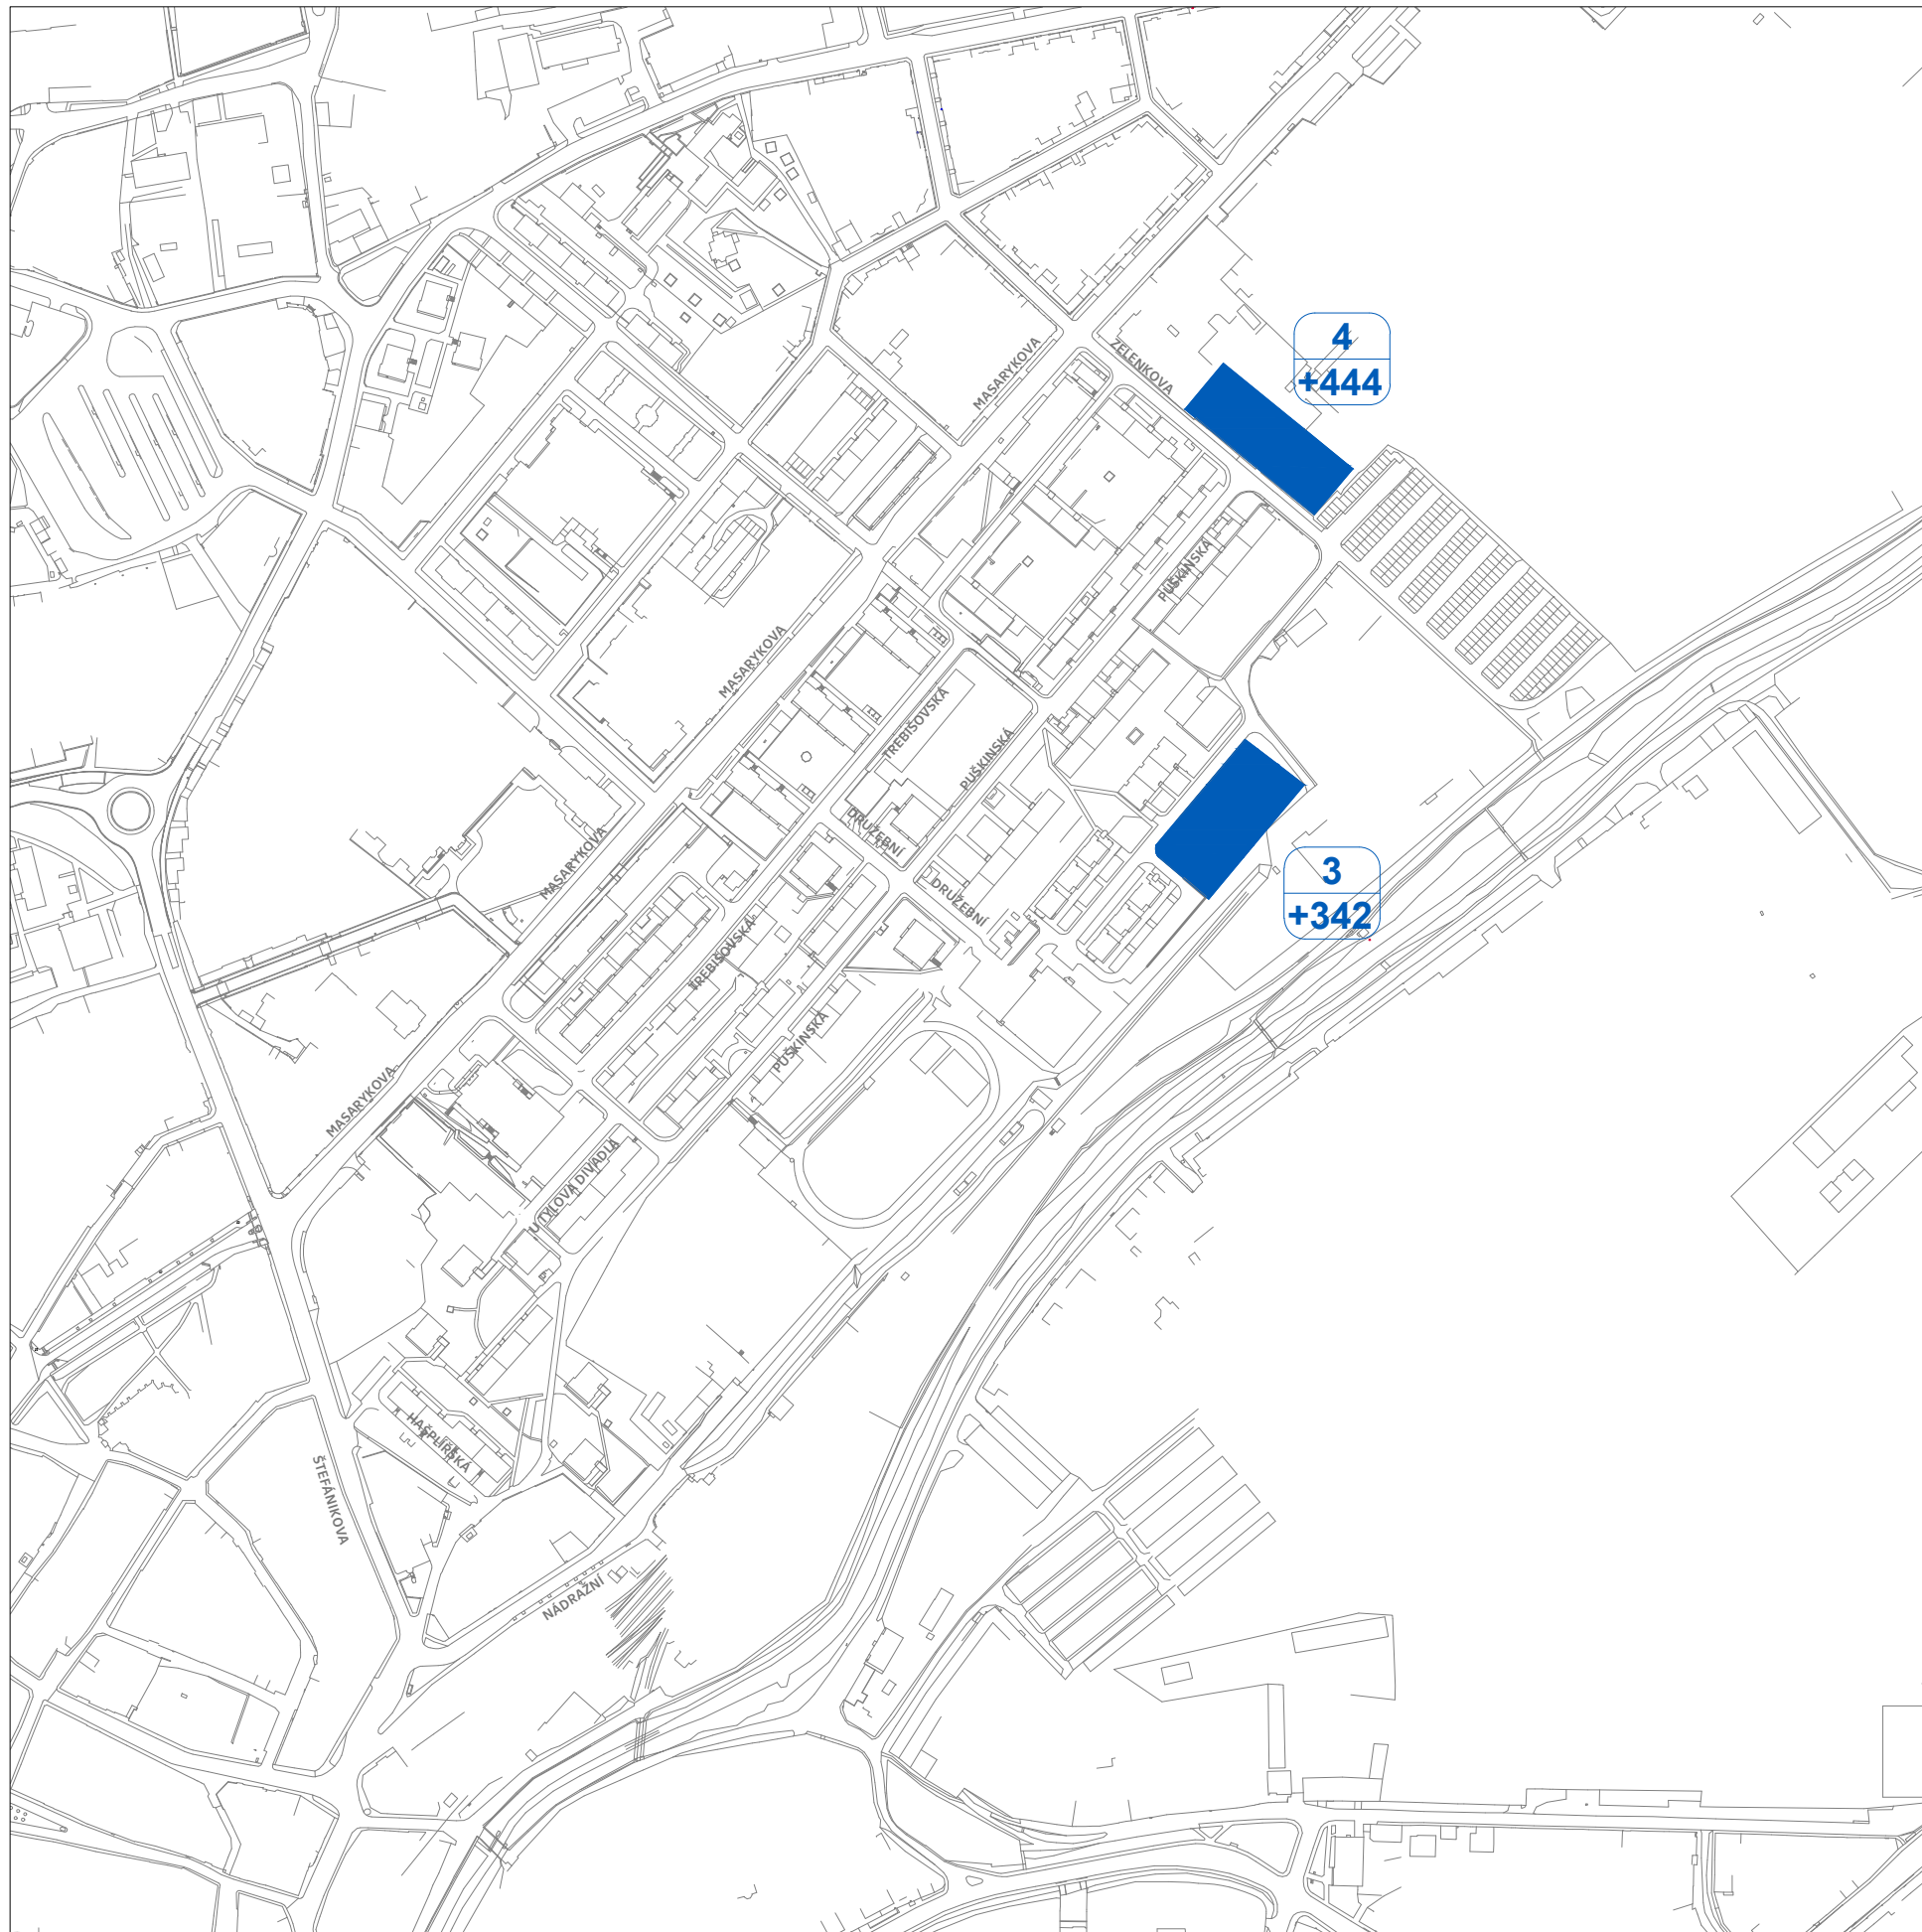 4
+444
ZELENKOVA
MASARYKOVA
PUŠKINSKÁ
MASARYKOVA
TREBIŠOVSKÁ
PUŠKINSKÁ
DRUŽEBNÍ
MASARYKOVA
3
+342
DRUŽEBNÍ
TREBIŠOVSKÁ
PUŠKINSKÁ
MASARYKOVA
U TYLOVA DIVADLA
HAŠPLÍŘSKÁ
ŠTEFÁNIKOVA
NÁDRAŽNÍ